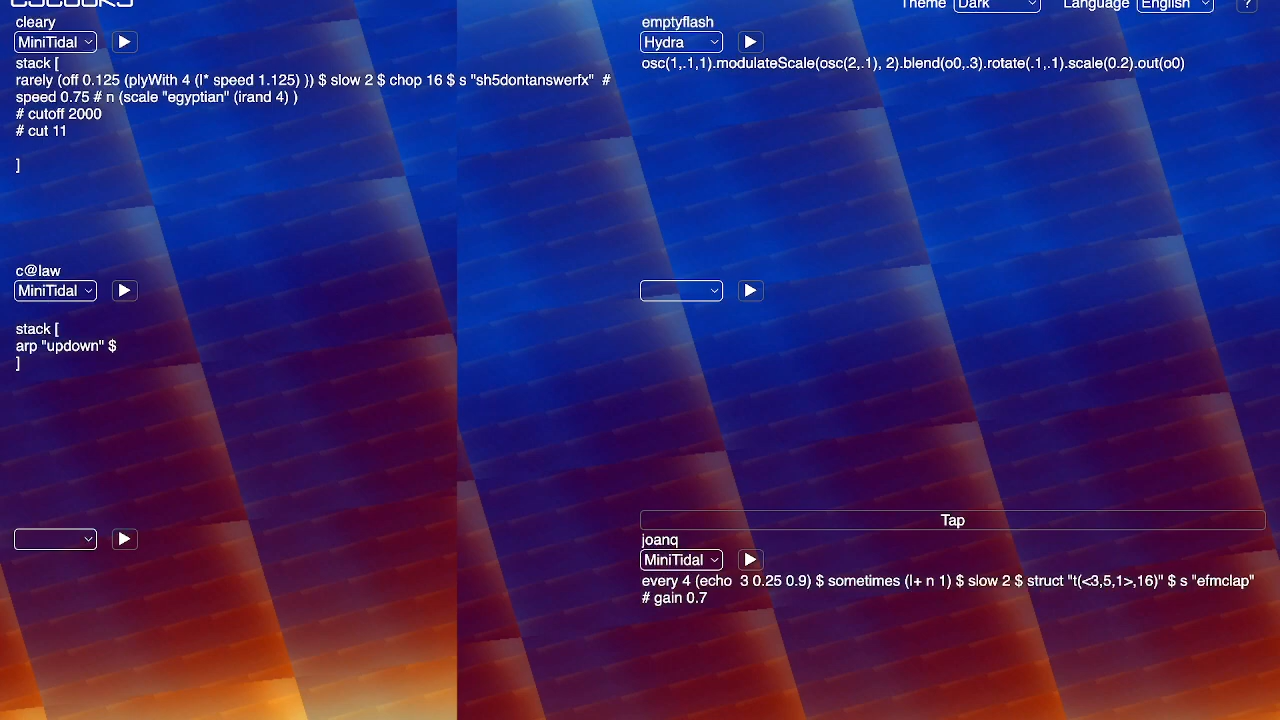 Theme Dark Language English ?
cleary
MiniTidal
stack [
rarely (off 0.125 (plyWith 4 (|* speed 1.125) )) $ slow 2 $ chop 16 $ s "sh5dontanswerfx" #
speed 0.75 # n (scale "egyptian" (irand 4) )
# cutoff 2000
# cut 11
]
emptyflash
Hydra
osc(1,.1,1).modulateScale(osc(2,.1), 2).blend(o0,.3).rotate(.1,.1).scale(0.2).out(o0)
c@law
MiniTidal
stack [
arp "updown" $
]
Tap
joanq
MiniTidal
every 4 (echo 3 0.25 0.9) $ sometimes (|+ n 1) $ slow 2 $ struct "t(<3,5,1>,16)" $ s "efmclap"
# gain 0.7